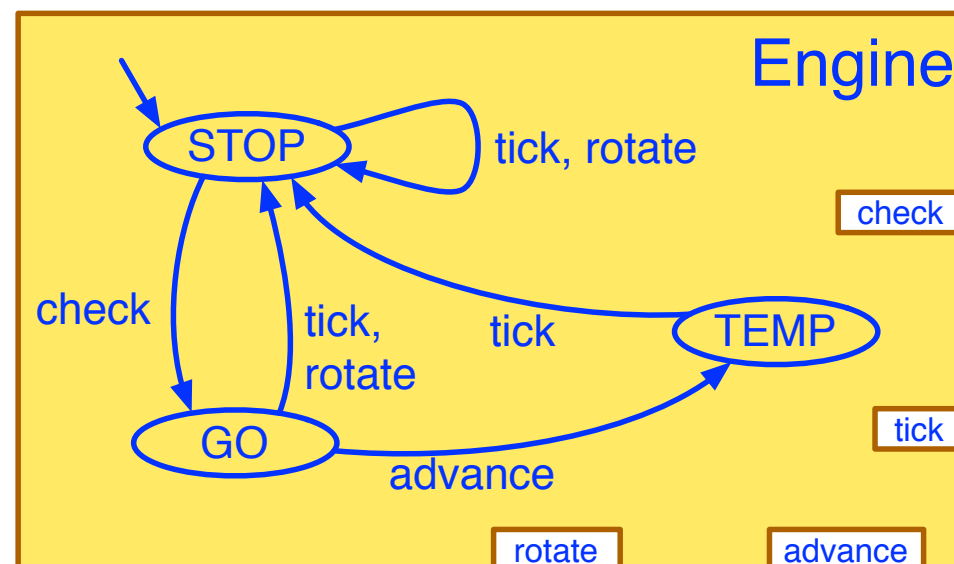 Engine
STOP
tick, rotate
check
check
tick,
rotate
tick
TEMP
GO
advance
tick
rotate
advance